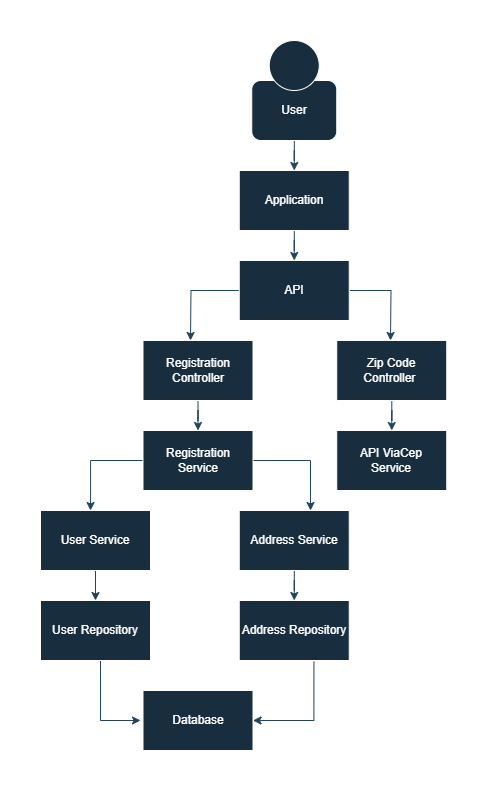 User
Application
API
Registration
Controller
Zip Code
Controller
Registration
Service
API ViaCep
Service
User Service
Address Service
User Repository
Address Repository
Database